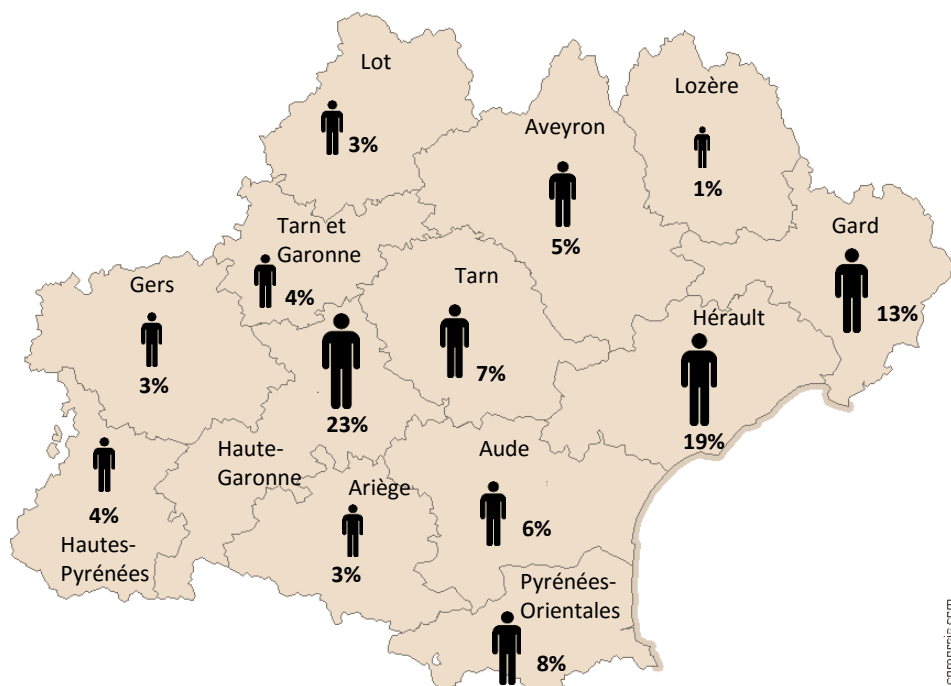 Lot
3%
Lozère
1%
Aveyron
5%
Gard
13%
Tarn et
Garonne
4%
Gers
3%
Tarn
7%
Hérault
19%
23%
Haute-
Garonne
Aude
6%
Ariège
3%
4%
Hautes-
Pyrénées
Pyrénées-
Orientales
8%